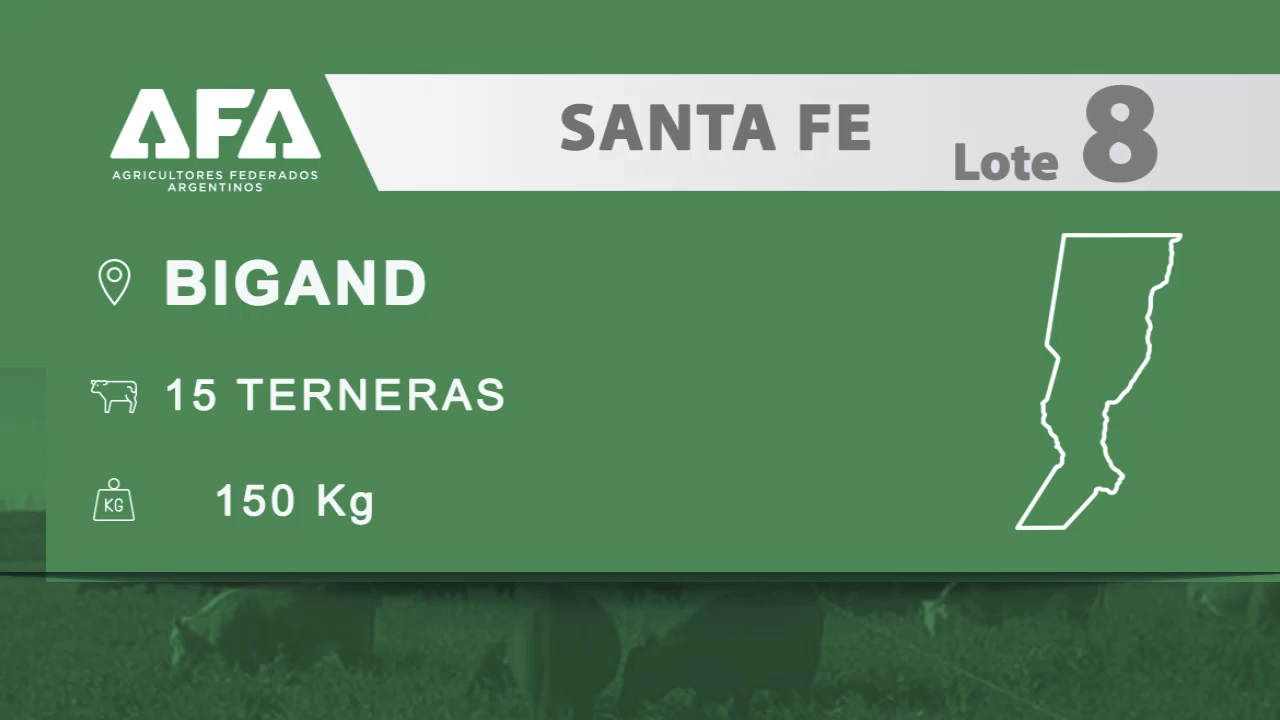 AFA
AGRICULTORES FEDERADOS
ARGENTINOS
SANTA FE
Lote 8
BIGAND
15 TERNERAS
KG
150 Kg